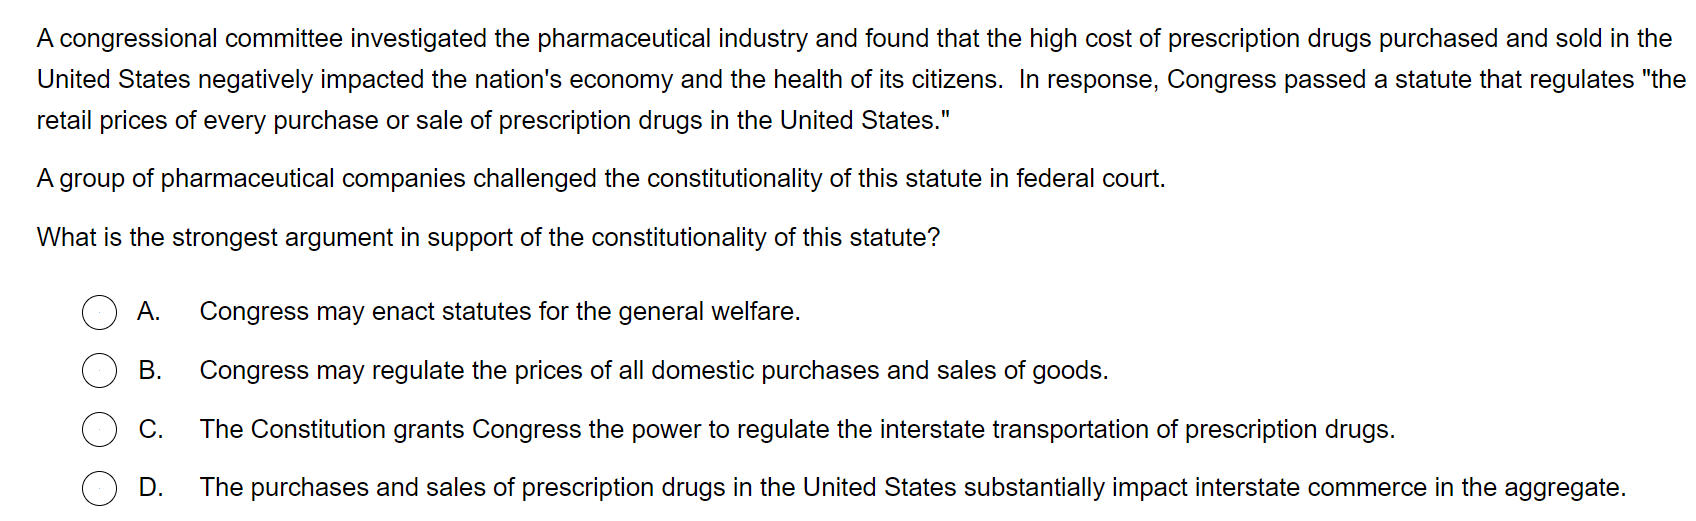 A congressional committee investigated the pharmaceutical industry and found that the high cost of prescription drugs purchased and sold in the
United States negatively impacted the nation's economy and the health of its citizens.  In response, Congress passed a statute that regulates "the
retail prices of every purchase or sale of prescription drugs in the United States."
A group of pharmaceutical companies challenged the constitutionality of this statute in federal court.
What is the strongest argument in support of the constitutionality of this statute?
A. Congress may enact statutes for the general welfare.
B. Congress may regulate the prices of all domestic purchases and sales of goods.
C. The Constitution grants Congress the power to regulate the interstate transportation of prescription drugs.
D. The purchases and sales of prescription drugs in the United States substantially impact interstate commerce in the aggregate.